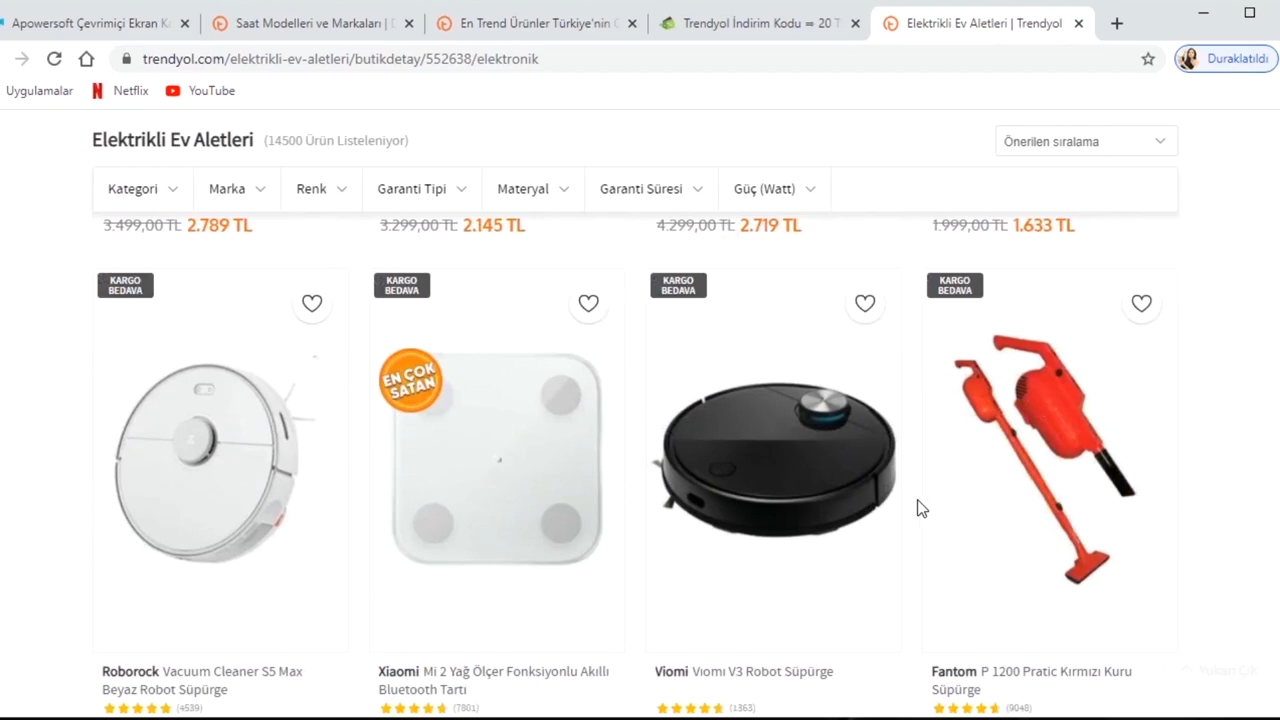 Apowersoft Çevrimiçi Ekran Ka
Saat Modelleri ve Markaları |
En Trend Ürünler Türkiye'nin
Trendyol İndirim Kodu = 20 T
Elektrikli Ev Aletleri | Trendyol
trendyol.com/elektrikli-ev-aletleri/butikdetay/552638/elektronik
Duraklatıldı
Uygulamalar
Netflix
YouTube
Elektrikli Ev Aletleri (14500 Ürün Listeleniyor)
Önerilen sıralama
Kategori
Marka
Renk
Garanti Tipi
Materyal
Garanti Süresi
Güç (Watt)
3.499,00 TL 2.789 TL
3.299,00 TL 2.145 TL
4.299,00 TL 2.719 TL
1.999,00 TL 1.633 TL
KARGO
BEDAVA
KARGO
BEDAVA
KARGO
BEDAVA
KARGO
BEDAVA
EN ÇOK
SATAN
Roborock Vacuum Cleaner S5 Max
Beyaz Robot Süpürge
(4539)
Xiaomi Mi 2 Yağ Ölçer Fonksiyonlu Akıllı
Bluetooth Tartı
(7801)
Viomi Vıomı V3 Robot Süpürge
(1363)
Fantom P 1200 Pratic Kırmızı Kuru
Süpürge
(9048)
Yukarı Çık